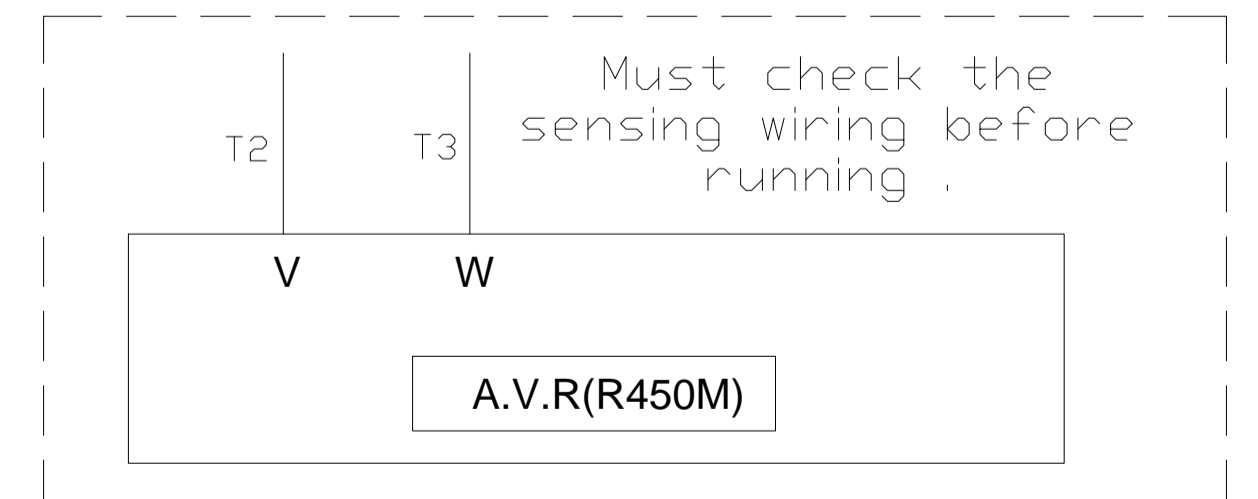 Must check the
sensing wiring before
running .
T2
T3
V
W
A.V.R(R450M)